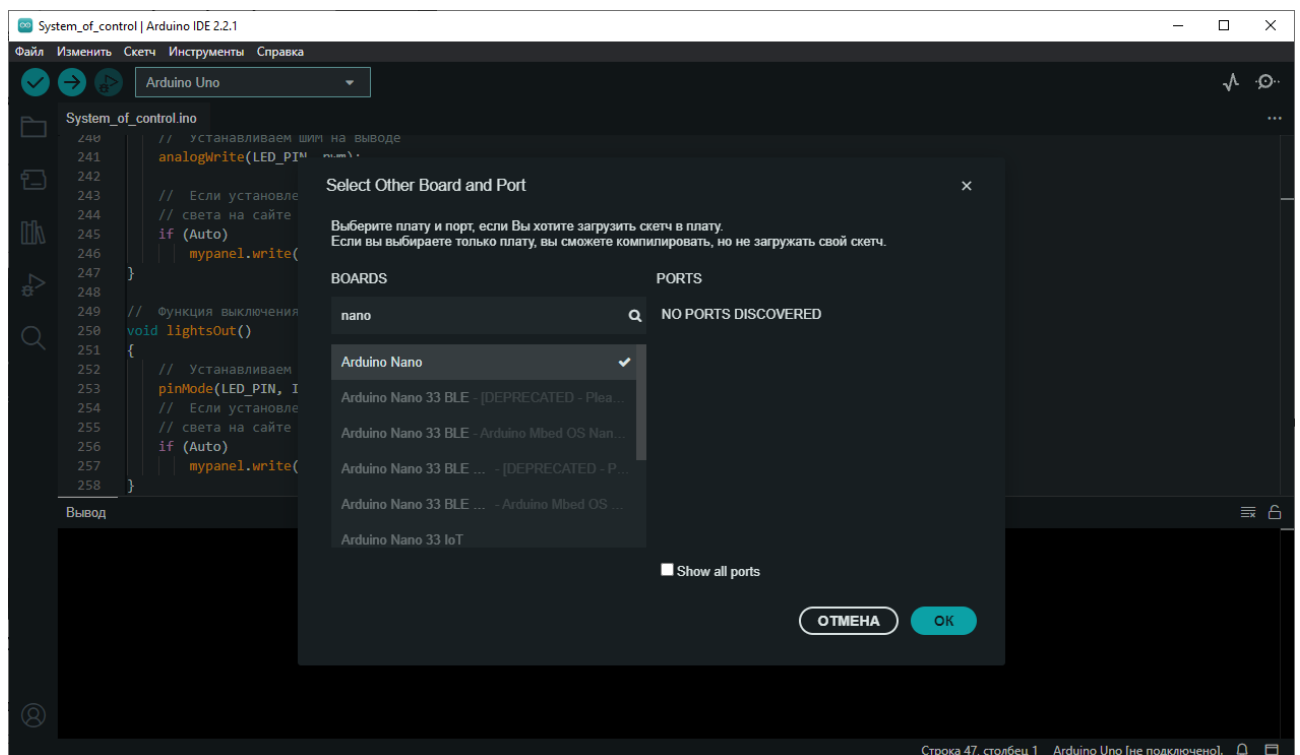 System_of_control | Arduino IDE 2.2.1
Файл Изменить Скетч Инструменты Справка
Arduino Uno
System_of_control.ino
240 // Устанавливаем ШИМ на выводе
241 analogWrite(LED_PIN, pwm);
242
243 // Если установле
244 // света на сайте
245 if (Auto)
246 mypanel.write(
247 }
248
249 // Функция выключения
250 void lightsOut()
251 {
252 // Устанавливаем
253 pinMode(LED_PIN, I
254 // Если установле
255 // света на сайте
256 if (Auto)
257 mypanel.write(
258 }
Select Other Board and Port
Выберите плату и порт, если Вы хотите загрузить скетч в плату.
Если вы выбираете только плату, вы сможете компилировать, но не загружать свой скетч.
BOARDS
nano
Arduino Nano
Arduino Nano 33 BLE - [DEPRECATED - Plea...
Arduino Nano 33 BLE - Arduino Mbed OS Nan...
Arduino Nano 33 BLE ... - [DEPRECATED - P...
Arduino Nano 33 BLE ... - Arduino Mbed OS ...
Arduino Nano 33 IoT
PORTS
NO PORTS DISCOVERED
Show all ports
ОТМЕНА
OK
Вывод
Строка 47, столбец 1 Arduino Uno [не подключено].